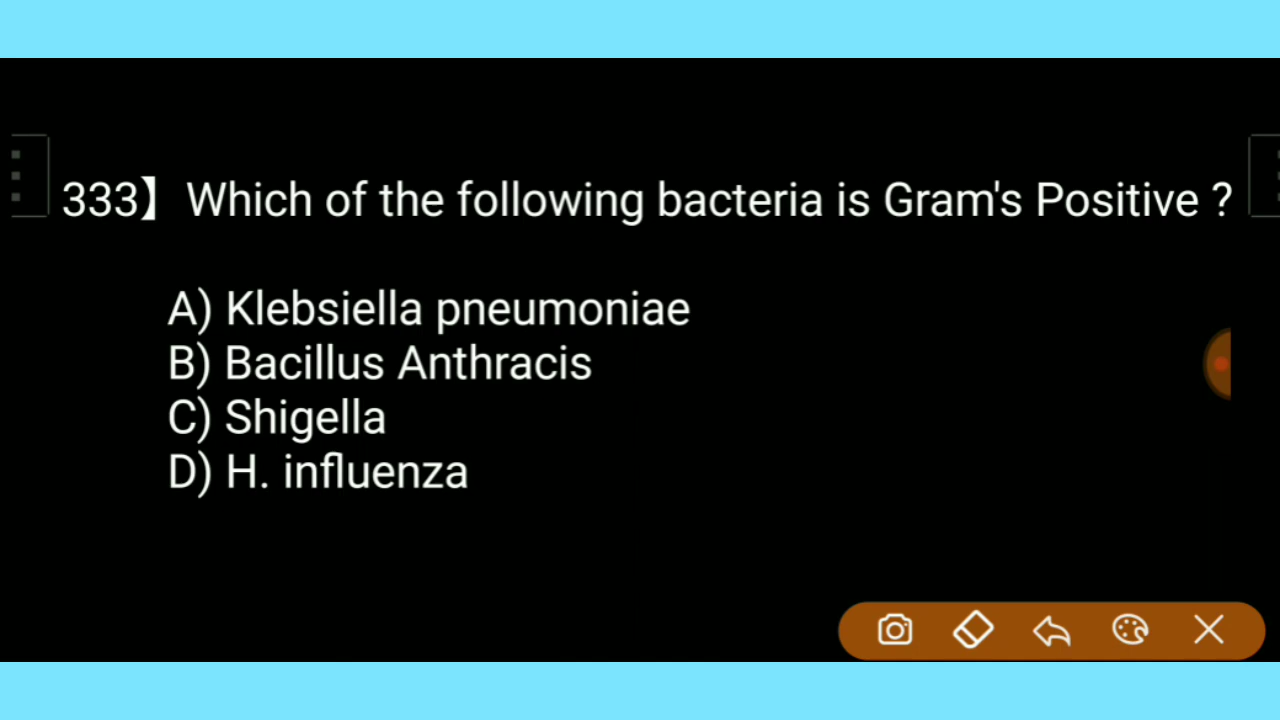 333】 Which of the following bacteria is Gram's Positive ?
A) Klebsiella pneumoniae
B) Bacillus Anthracis
C) Shigella
D) H. influenza